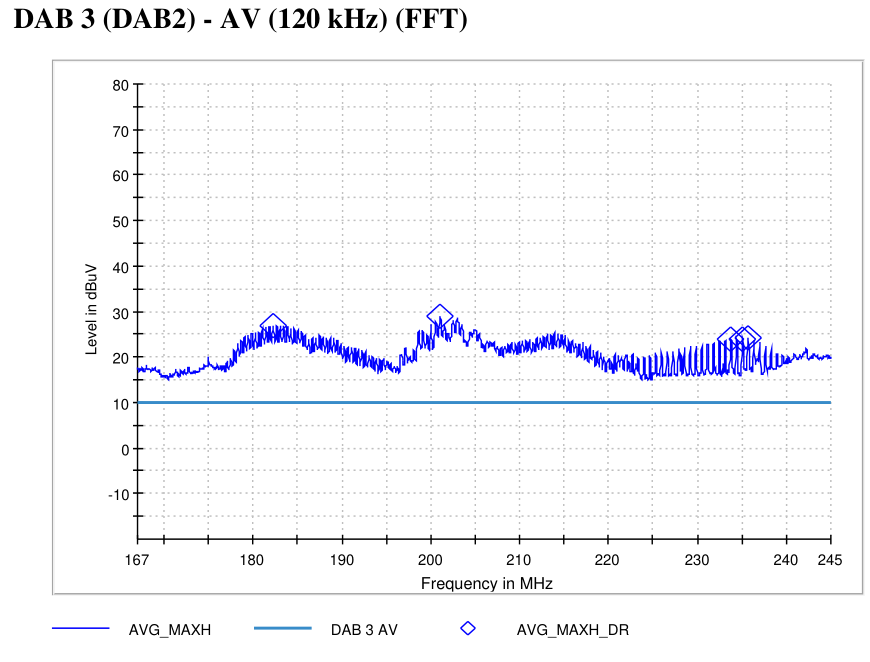 DAB 3 (DAB2) - AV (120 kHz) (FFT)
80
70
60
50
40
30
20
10
0
-10
Level in dBuV
167 180 190 200 210 220 230 240 245
Frequency in MHz
AVG_MAXH DAB 3 AV AVG_MAXH_DR